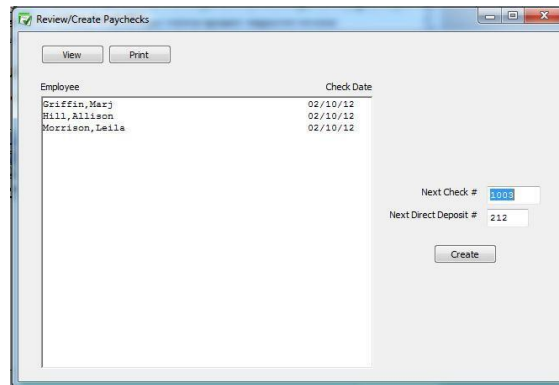 Review/Create Paychecks
View Print
Employee Check Date
Griffin,Marj 02/10/12
Hill,Allison 02/10/12
Morrison,Leila 02/10/12
Next Check # 1003
Next Direct Deposit # 212
Create